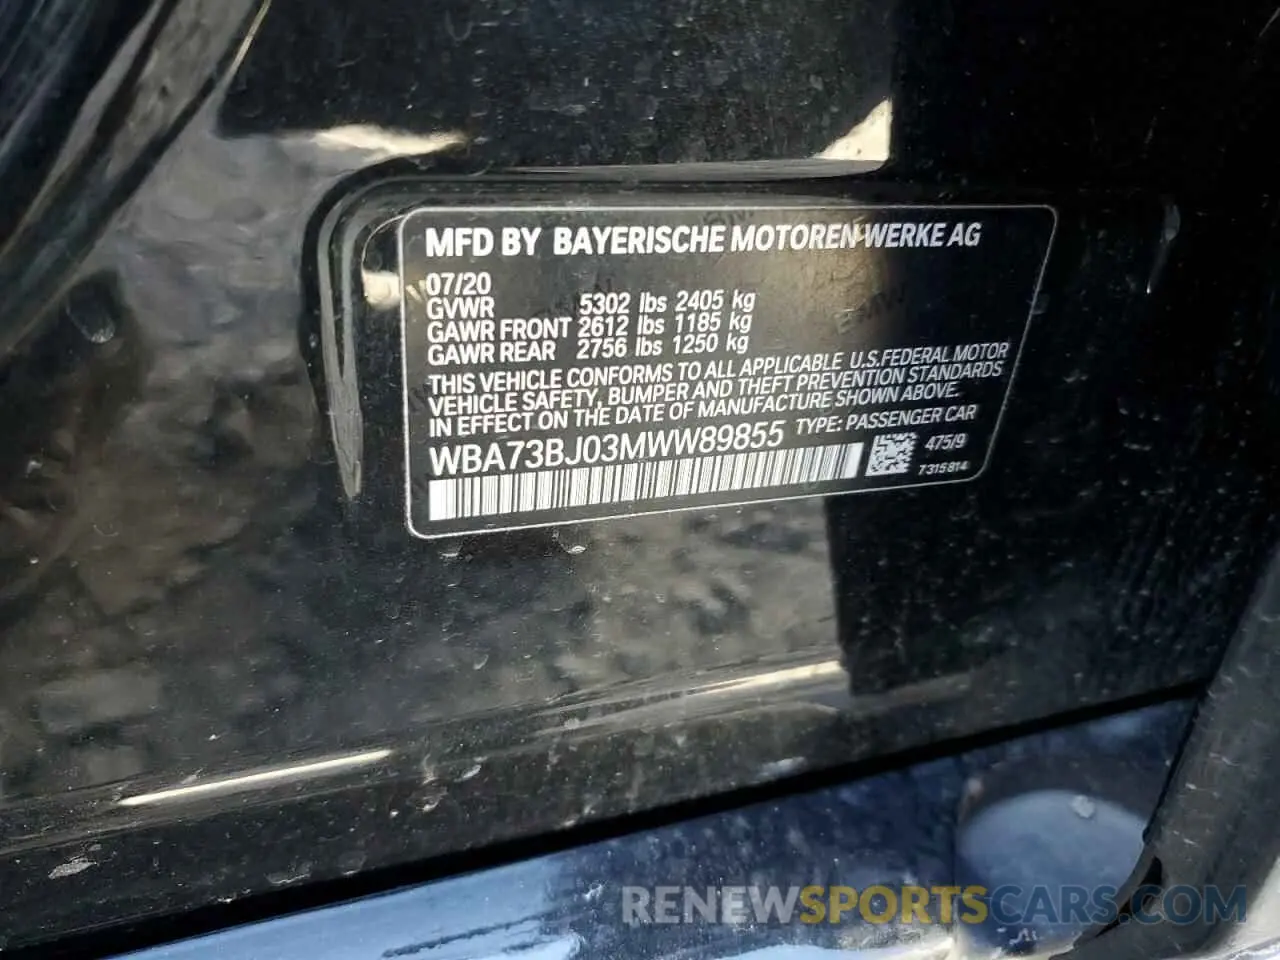 MFD BY BAYERISCHE MOTOREN WERKE AG
07/20
GVWR 5302 lbs 2405 kg
GAWR FRONT 2612 lbs 1185 kg
GAWR REAR 2756 lbs 1250 kg
THIS VEHICLE CONFORMS TO ALL APPLICABLE U.S.FEDERAL MOTOR
VEHICLE SAFETY, BUMPER AND THEFT PREVENTION STANDARDS
IN EFFECT ON THE DATE OF MANUFACTURE SHOWN ABOVE.
WBA73BJ03MWW89855 TYPE: PASSENGER CAR
475/9
7315814
RENEWSPORTSCARS.COM